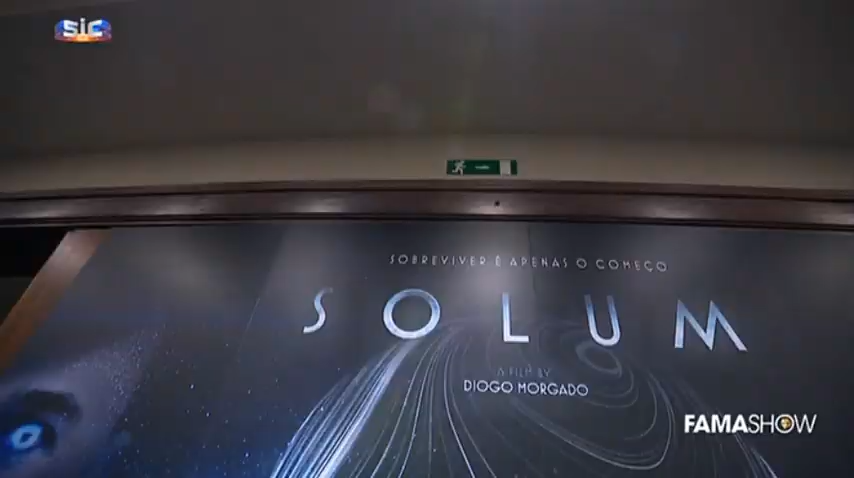 SIC
SOBREVIVER É APENAS O COMEÇO
SOLUM
A FILM BY
DIOGO MORGADO
FAMASHOW